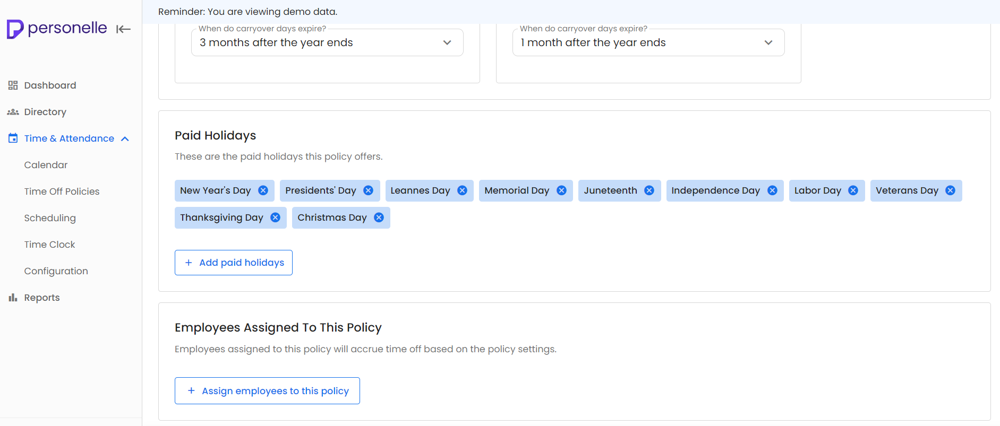 Reminder: You are viewing demo data.
personelle
Dashboard
Directory
Time & Attendance
Calendar
Time Off Policies
Scheduling
Time Clock
Configuration
Reports
When do carryover days expire?
3 months after the year ends
When do carryover days expire?
1 month after the year ends
Paid Holidays
These are the paid holidays this policy offers.
New Year's Day Presidents' Day Leannes Day Memorial Day Juneteenth Independence Day Labor Day Veterans Day
Thanksgiving Day Christmas Day
+ Add paid holidays
Employees Assigned To This Policy
Employees assigned to this policy will accrue time off based on the policy settings.
+ Assign employees to this policy